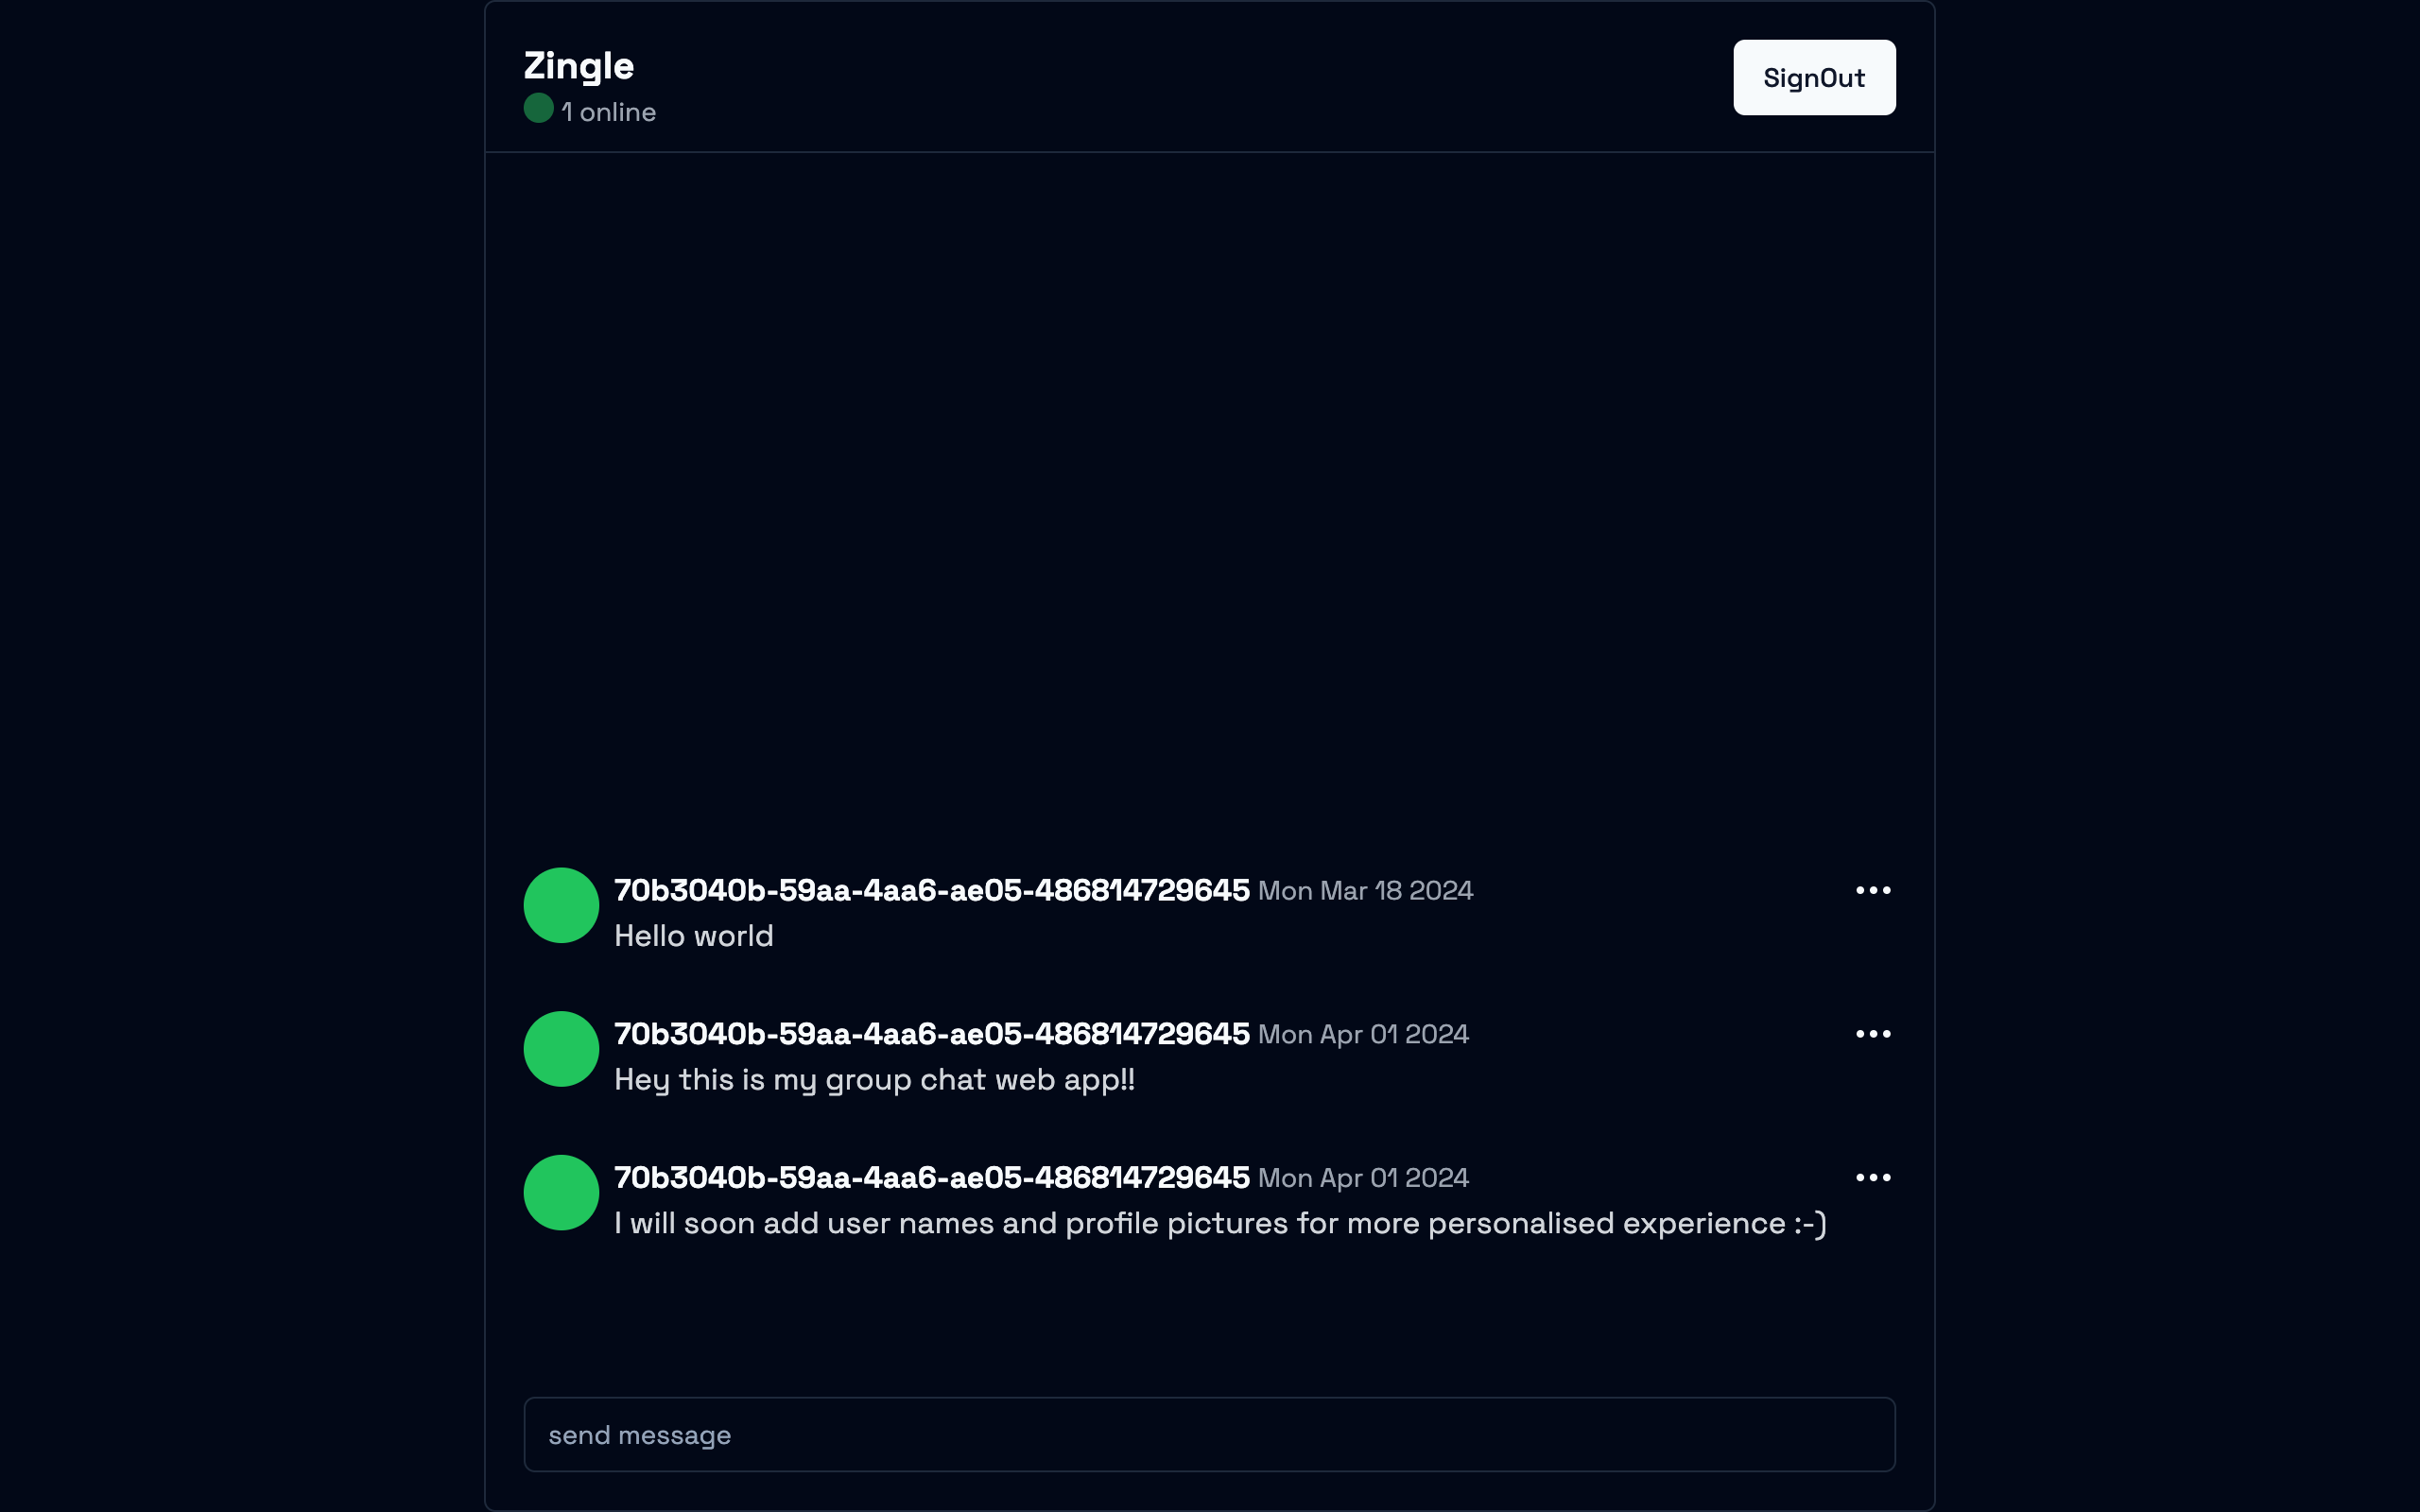 Zingle
1 online
SignOut
70b3040b-59aa-4aa6-ae05-486814729645 Mon Mar 18 2024
Hello world
70b3040b-59aa-4aa6-ae05-486814729645 Mon Apr 01 2024
Hey this is my group chat web app!!
70b3040b-59aa-4aa6-ae05-486814729645 Mon Apr 01 2024
I will soon add user names and profile pictures for more personalised experience :-)
send message